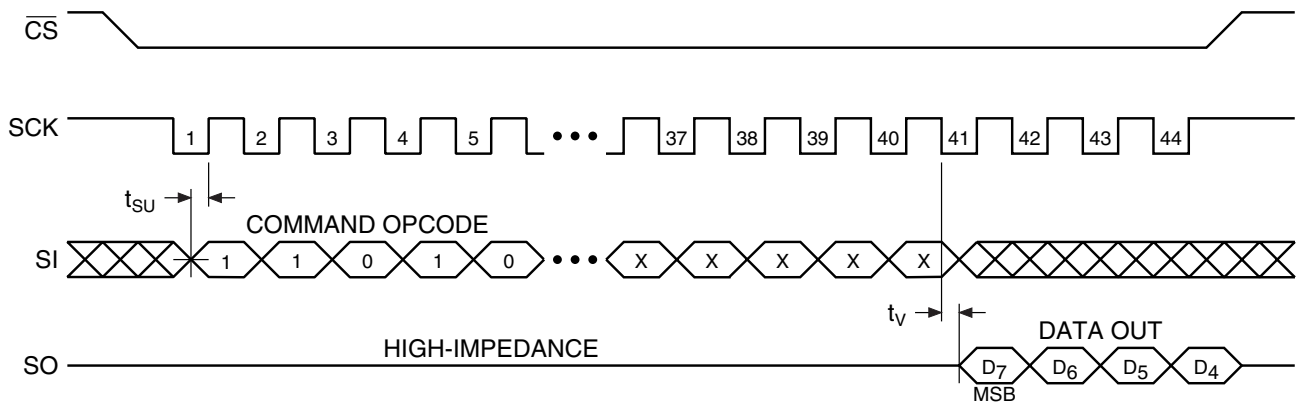 CS
SCK 1 2 3 4 5 ••• 37 38 39 40 41 42 43 44
tSU
COMMAND OPCODE
SI 1 1 0 1 0 ••• X X X X X
tV
DATA OUT
HIGH-IMPEDANCE
SO D7 D6 D5 D4
MSB